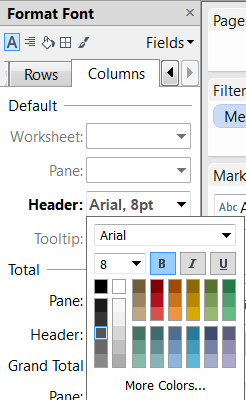 Format Font
Pages
Fields
Rows
Columns
Filter
Default
Me
Worksheet:
Pane:
Mark
Header: Arial, 8pt
Abc
Tooltip:
Arial
Total
8 B I U
Pane:
Header:
Grand Total
More Colors...
Pane: